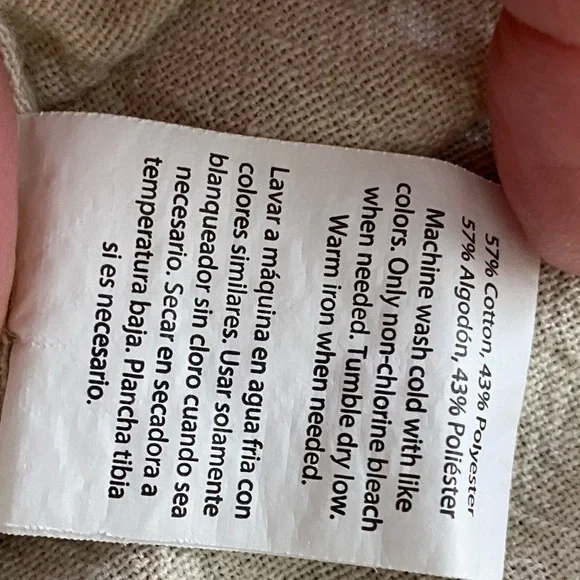 57% Cotton, 43% Polyester
57% Algodón, 43% Poliéster
Machine wash cold with like
colors. Only non-chlorine bleach
when needed. Tumble dry low.
Warm iron when needed.
Lavar a máquina en agua fria con
colores similares. Usar solamente
blanqueador sin cloro cuando sea
necesario. Secar en secadora a
temperatura baja. Plancha tibia
si es necesario.